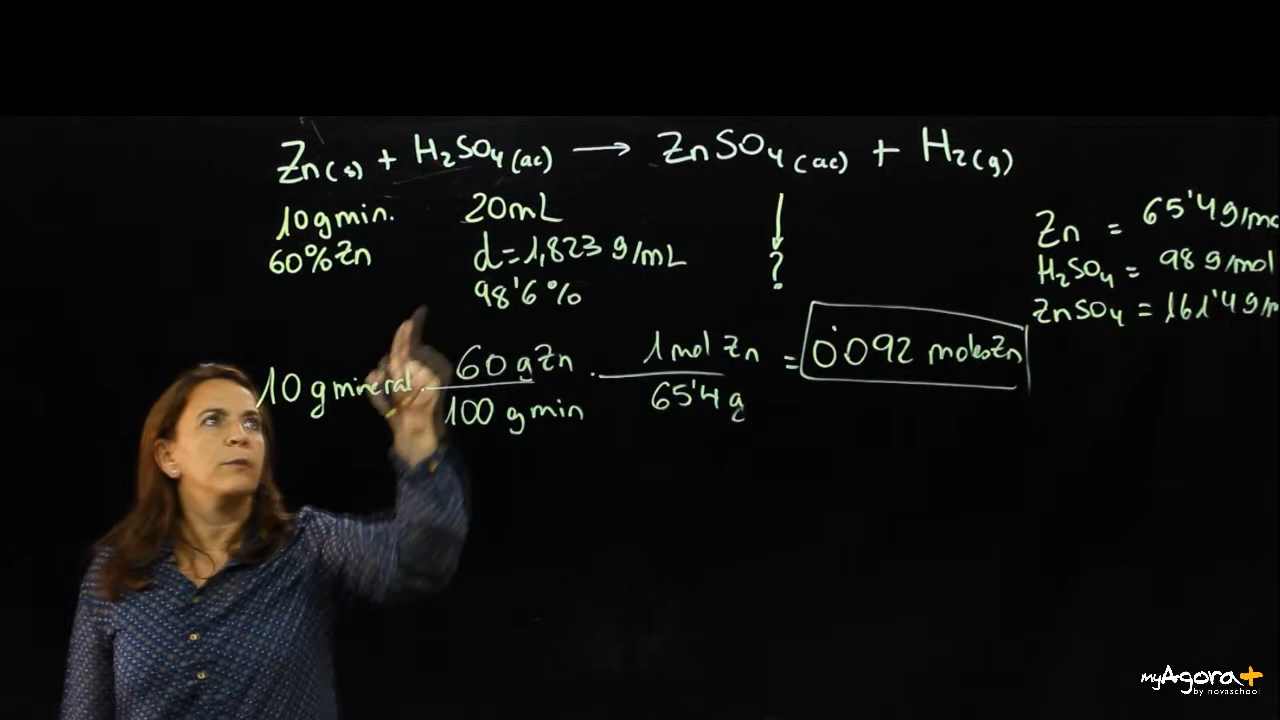 Zn(s) + H2SO4(ac) → ZnSO4(ac) + H2(g)
10 g min. 20mL
60% Zn d = 1,823 g/mL
98'6 % ?
Zn = 65'4 g/mo
H2SO4 = 98 g/mol
ZnSO4 = 161'4 g/m
10 g mineral · 60 g Zn / 100 g min · 1 mol Zn / 65'4 g = 0'092 moles Zn
myAgora+
by novaschool